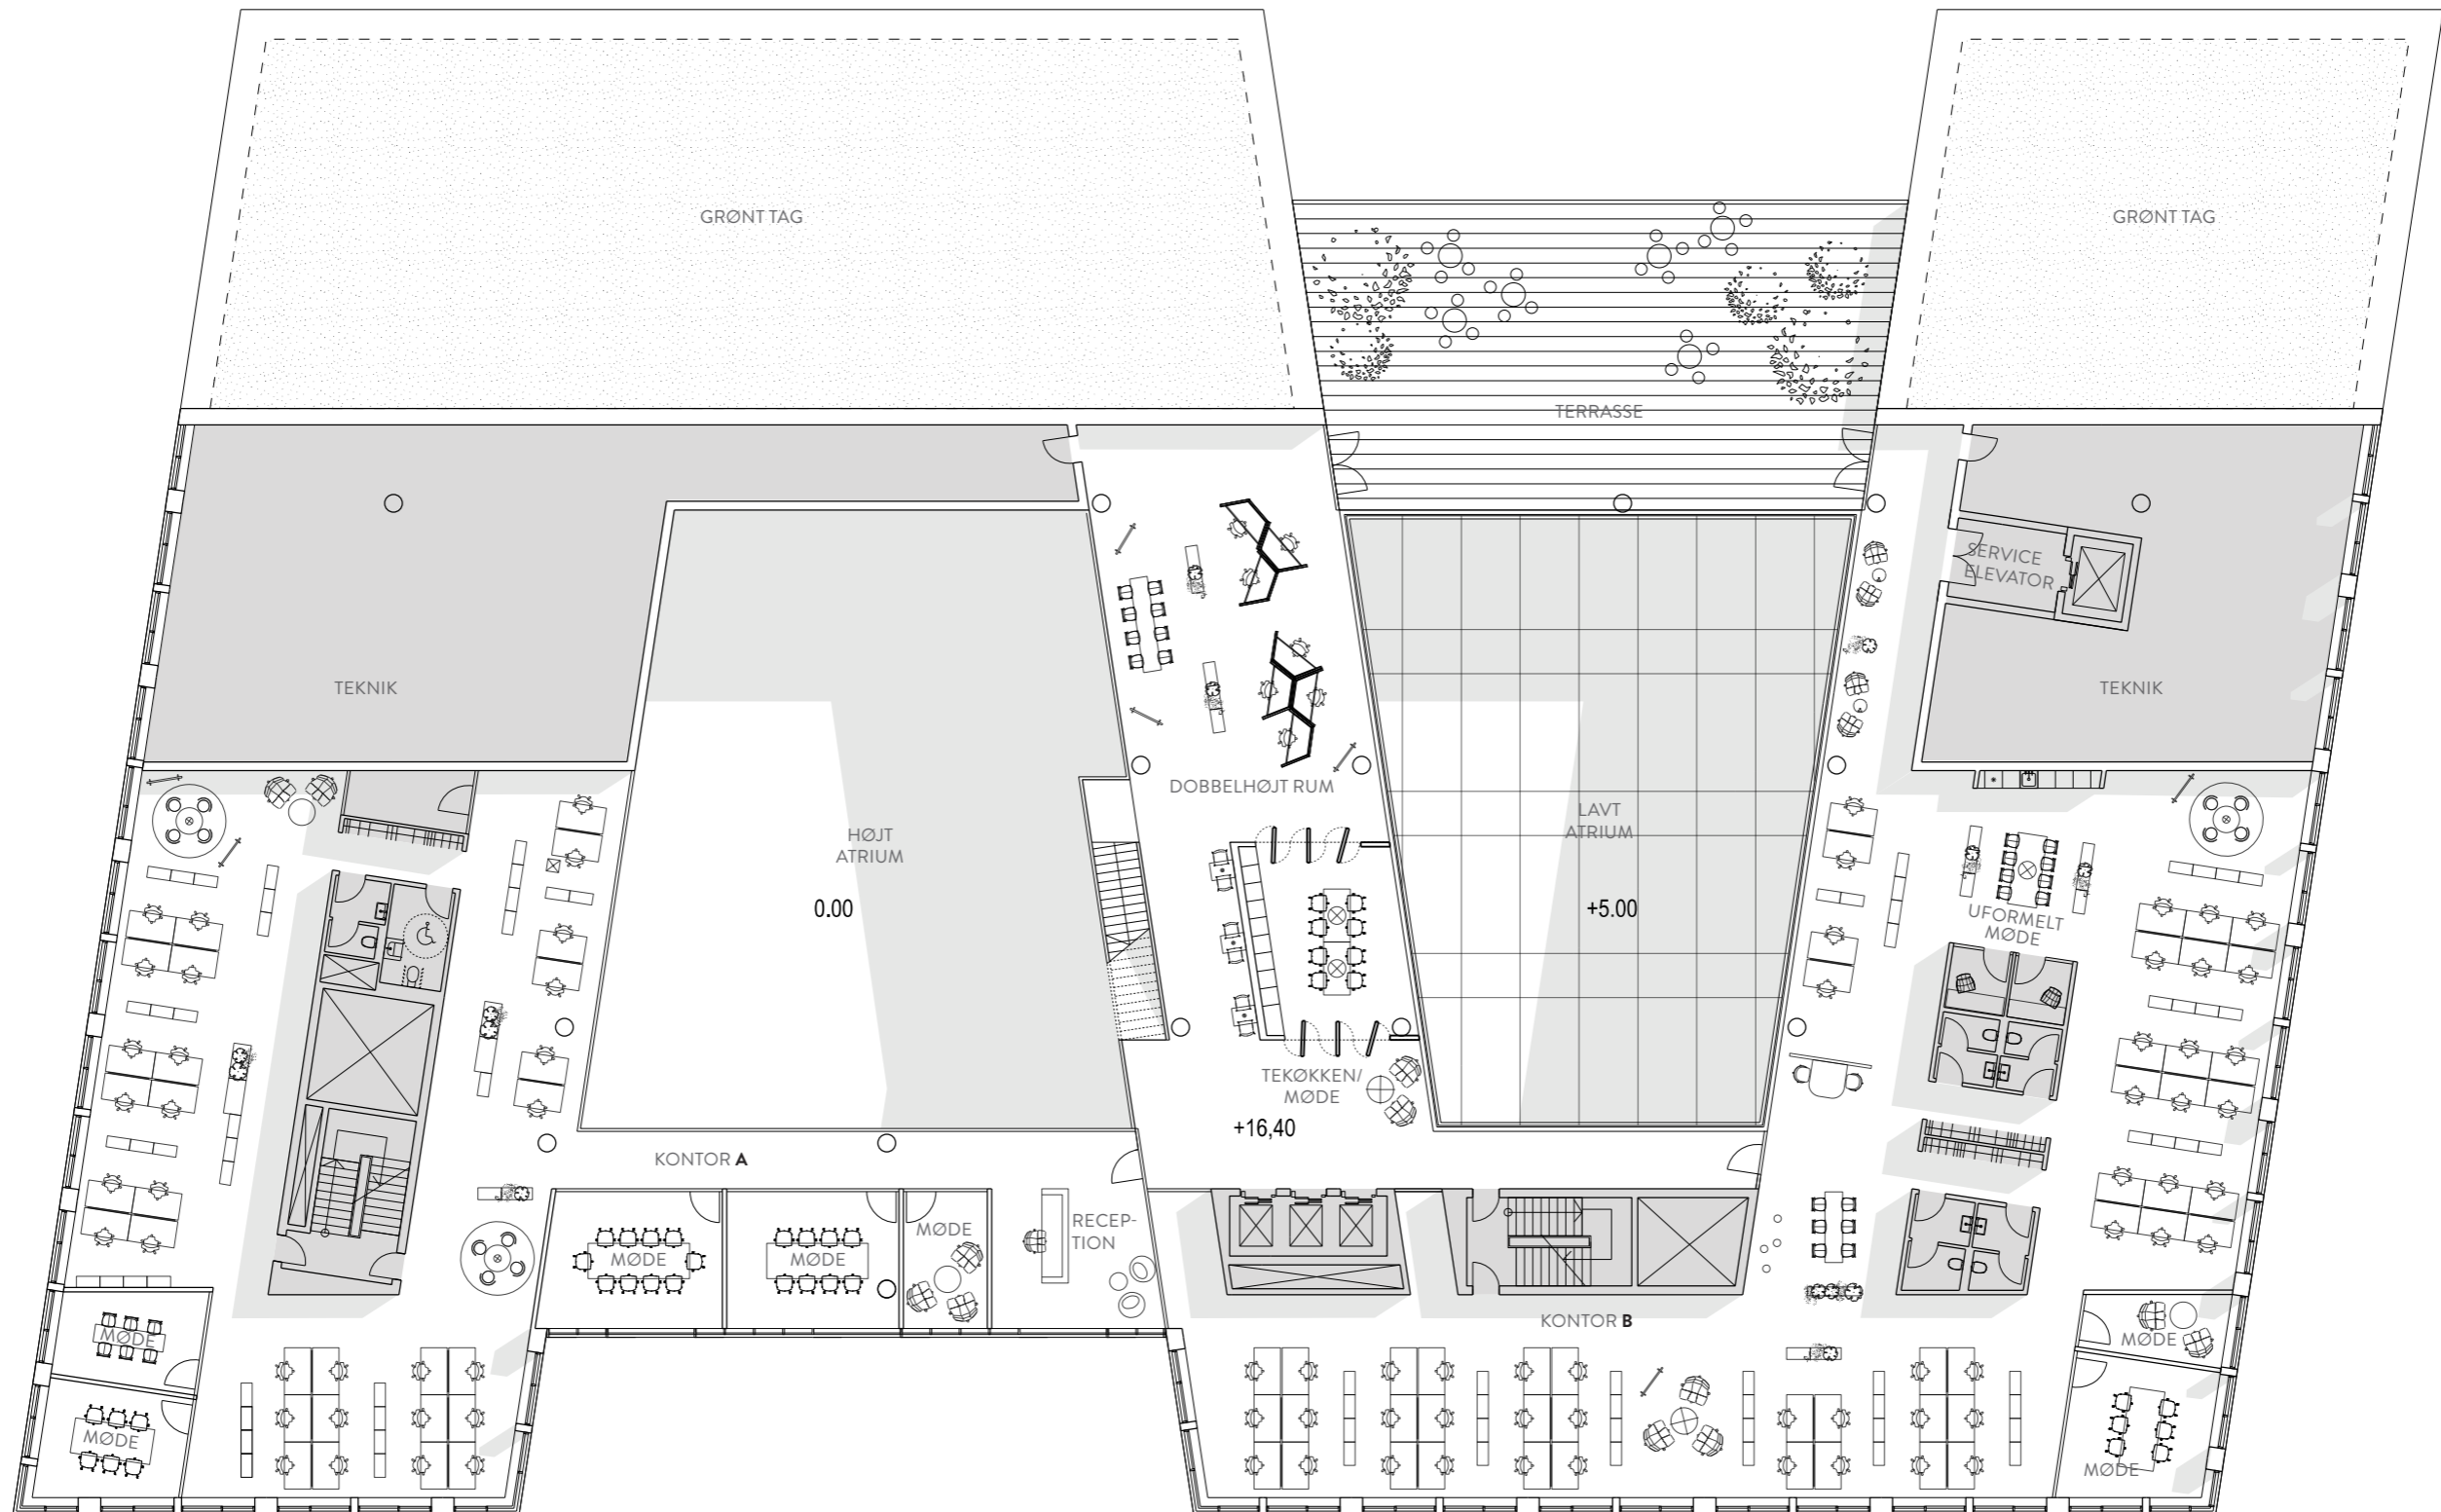 GRØNT TAG
GRØNT TAG
TERRASSE
SERVICE
ELEVATOR
TEKNIK
TEKNIK
DOBBELHØJT RUM
HØJT
ATRIUM
0.00
LAVT
ATRIUM
+5.00
UFORMELT
MØDE
TEKØKKEN/
MØDE
+16,40
KONTOR A
MØDE
MØDE
MØDE
RECEP-
TION
KONTOR B
MØDE
MØDE
MØDE
MØDE